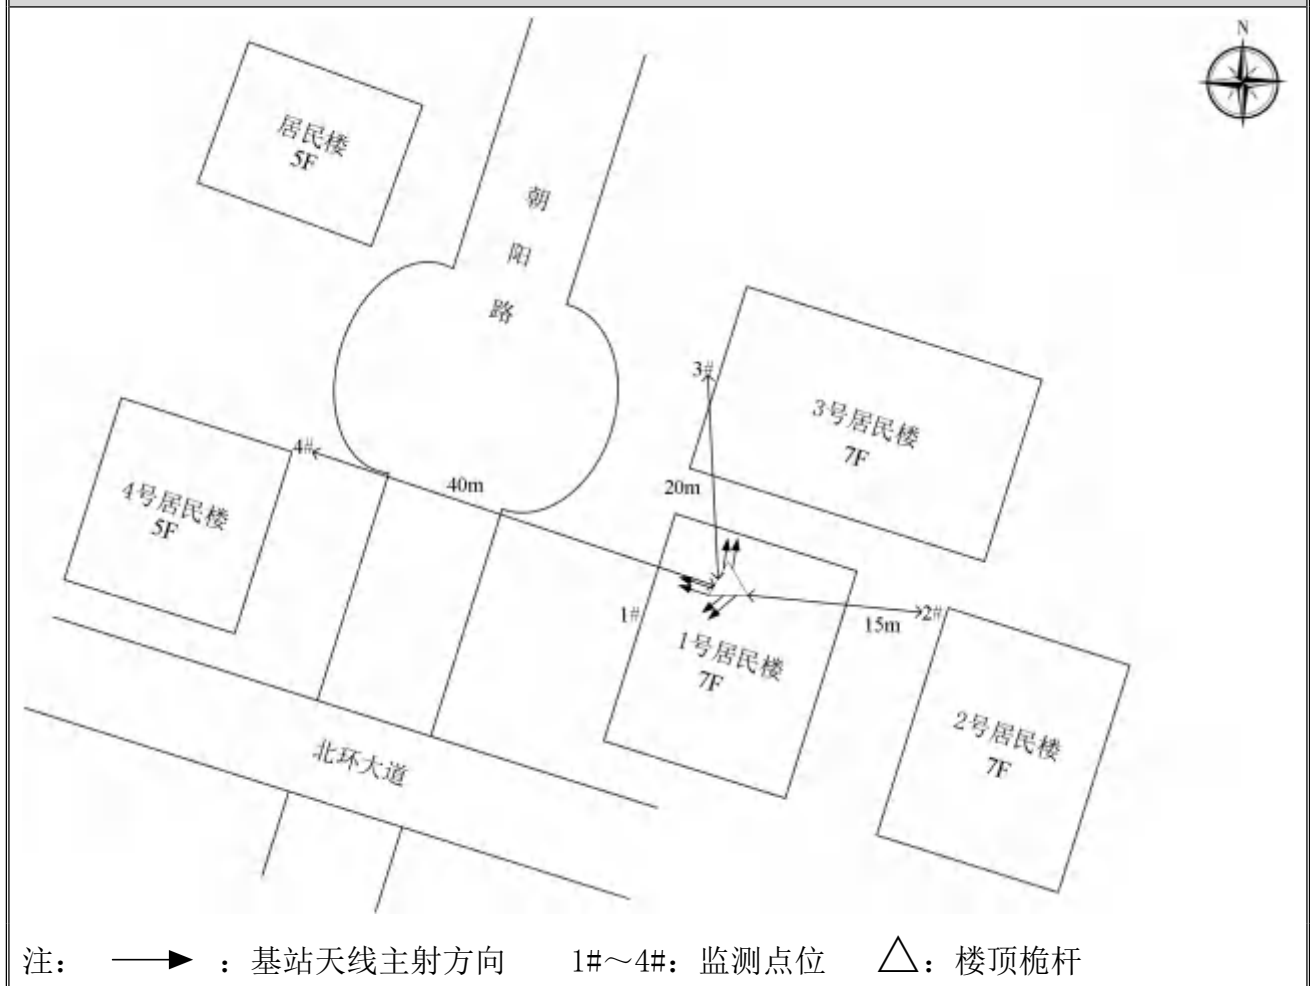 N
居民楼
5F
朝
阳
路
3#
3号居民楼
7F
4#
40m
20m
4号居民楼
5F
1#
15m
2#
1号居民楼
7F
2号居民楼
7F
北环大道
注： ：基站天线主射方向 1#～4#：监测点位 △：楼顶桅杆